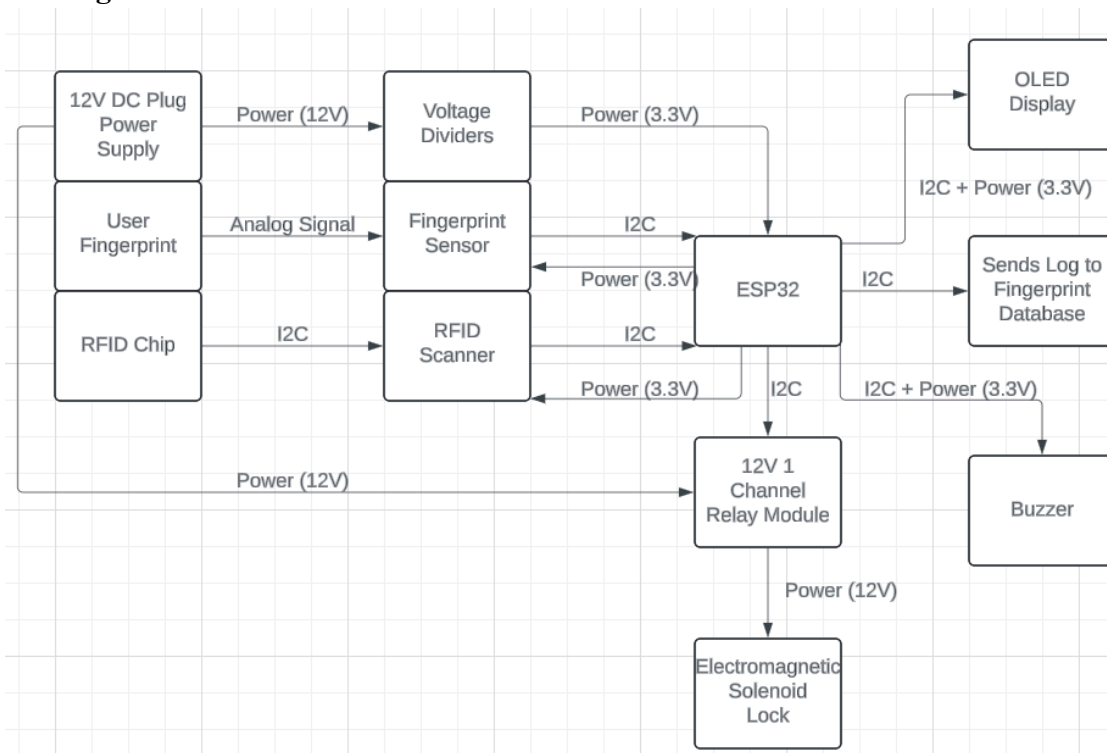 12V DC Plug
Power
Supply
Power (12V)
Voltage
Dividers
Power (3.3V)
OLED
Display
I2C + Power (3.3V)
User
Fingerprint
Analog Signal
Fingerprint
Sensor
I2C
Power (3.3V)
ESP32
I2C
Sends Log to
Fingerprint
Database
RFID Chip
I2C
RFID
Scanner
I2C
Power (3.3V)
I2C
I2C + Power (3.3V)
12V 1
Channel
Relay Module
Power (12V)
Buzzer
Power (12V)
Electromagnetic
Solenoid
Lock